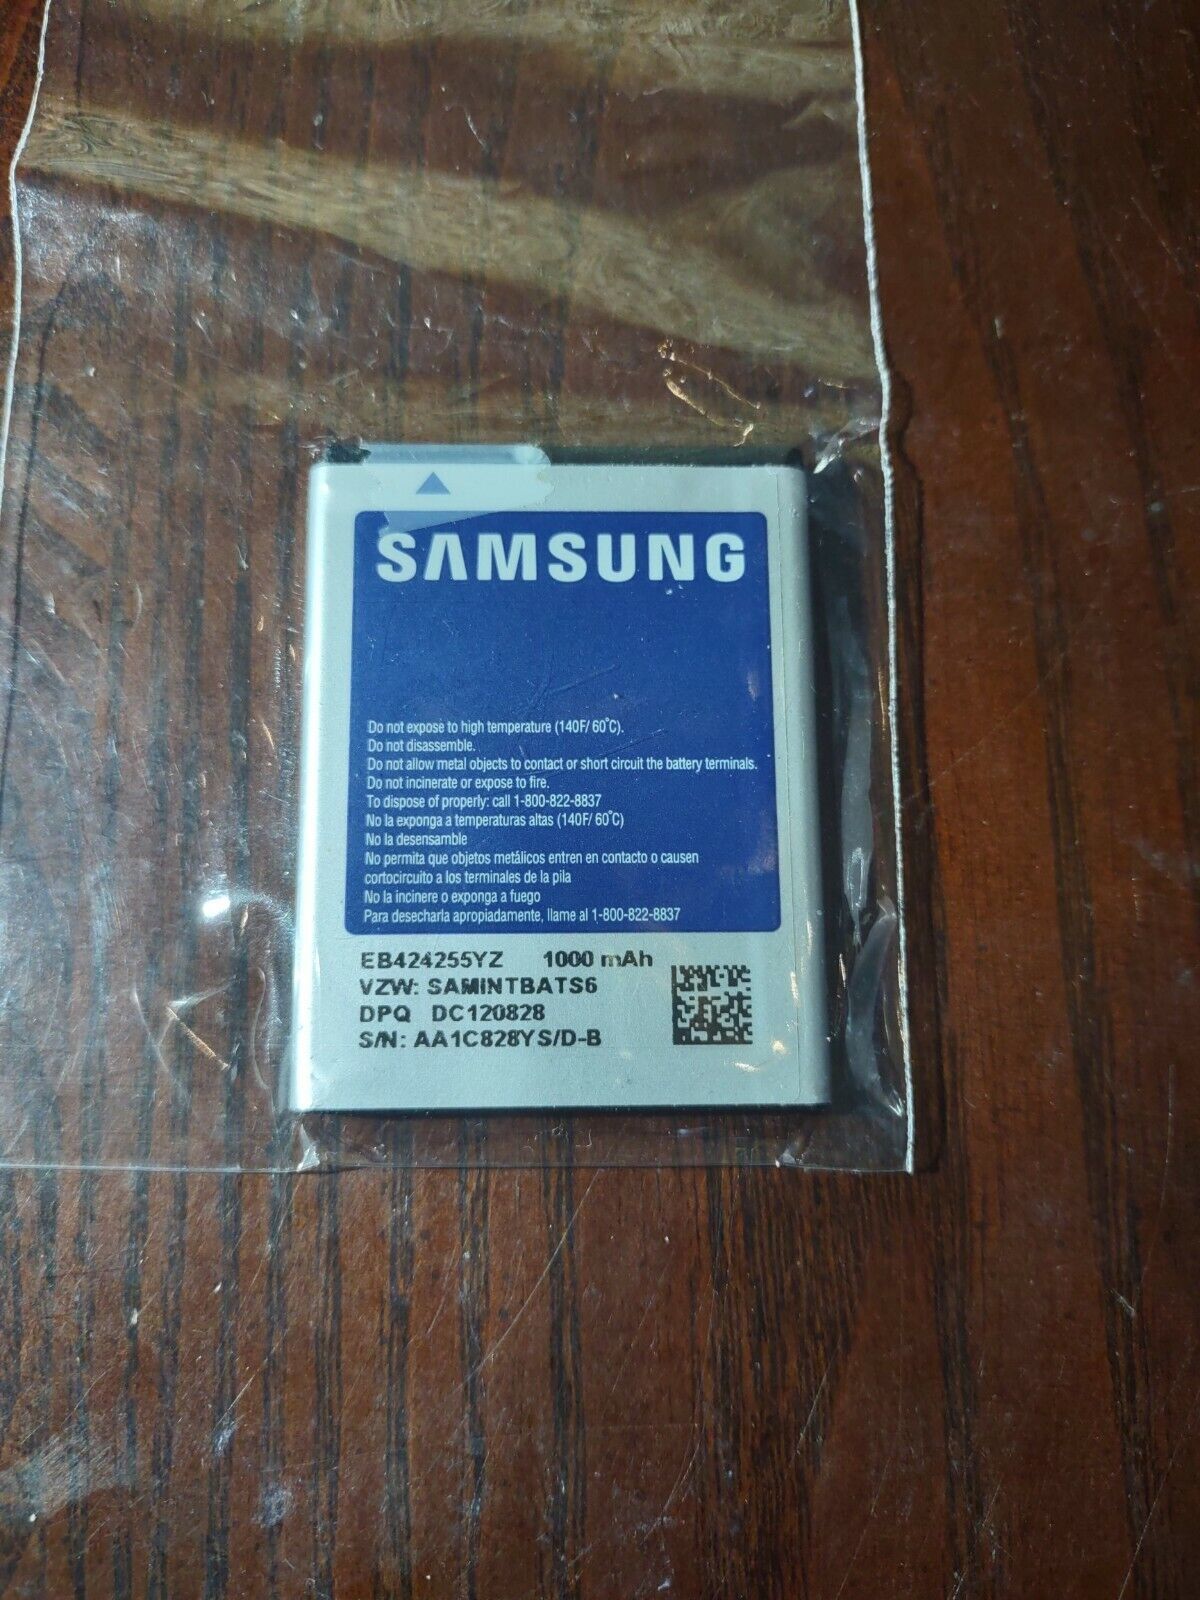 SAMSUNG
Do not expose to high temperature (140F/ 60°C).
Do not disassemble.
Do not allow metal objects to contact or short circuit the battery terminals.
Do not incinerate or expose to fire.
To dispose of properly: call 1-800-822-8837
No la exponga a temperaturas altas (140F/ 60°C)
No la desensamble
No permita que objetos metálicos entren en contacto o causen
cortocircuito a los terminales de la pila
No la incinere o exponga a fuego
Para desecharla apropiadamente, llame al 1-800-822-8837
EB424255YZ 1000 mAh
VZW: SAMINTBATS6
DPQ DC120828
S/N: AA1C828YS/D-B